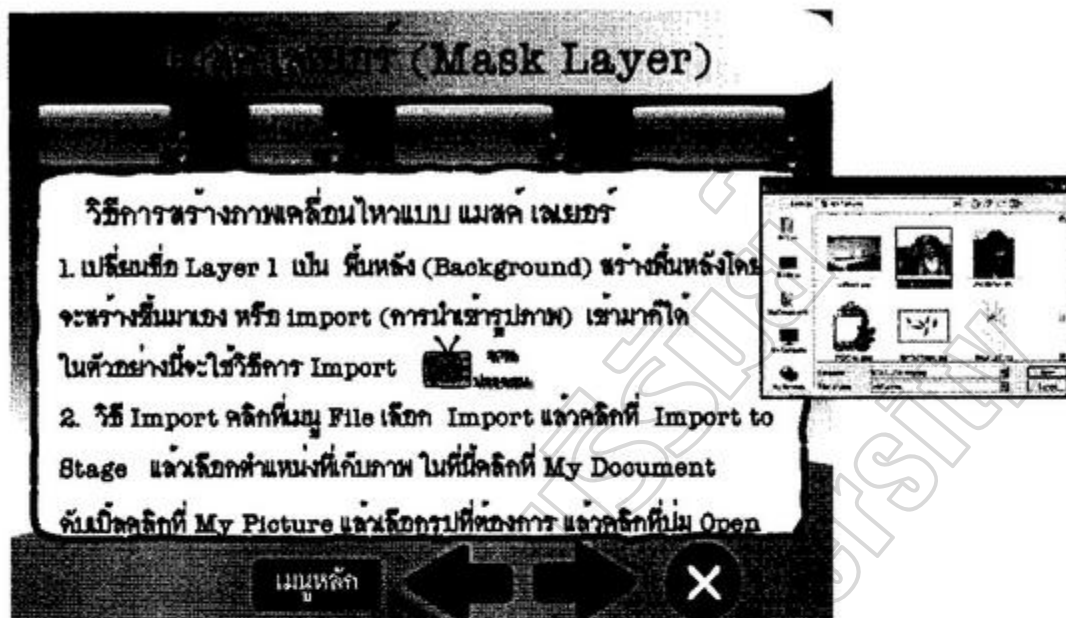 (Mask Layer)
วิธีการสร้างภาพเคลื่อนไหวแบบ แมสค์ เลเยอร์
1. เปลี่ยนชื่อ Layer 1 เป็น พื้นหลัง (Background) สร้างพื้นหลังโดย
จะสร้างขึ้นมาเอง หรือ import (การนำเข้ารูปภาพ) เข้ามาก็ได้
ในตัวอย่างนี้จะใช้วิธีการ Import
2. วิธี Import คลิกที่เมนู File เลือก Import แล้วคลิกที่ Import to
Stage แล้วเลือกตำแหน่งที่เก็บภาพ ในที่นี้คลิกที่ My Document
ดับเบิ้ลคลิกที่ My Picture แล้วเลือกรูปที่ต้องการ แล้วคลิกที่ปุ่ม Open
เมนูหลัก